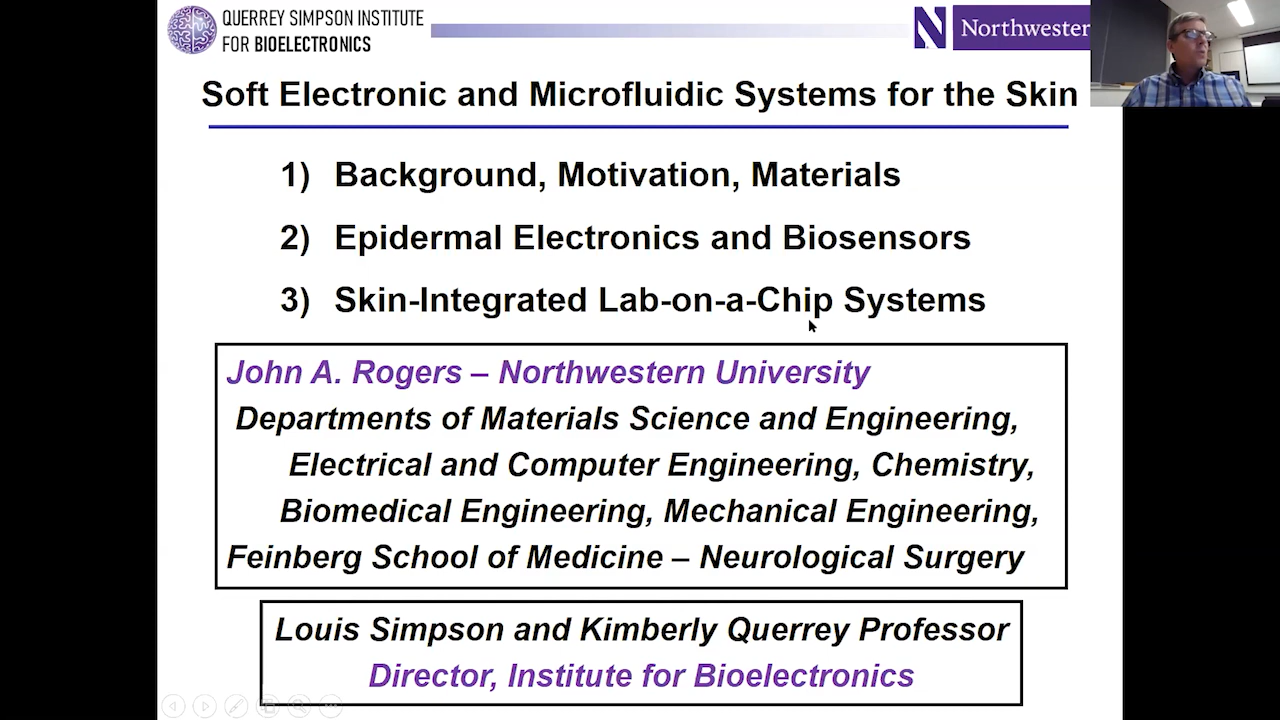 QUERREY SIMPSON INSTITUTE
FOR BIOELECTRONICS
Northwester
Soft Electronic and Microfluidic Systems for the Skin
1) Background, Motivation, Materials
2) Epidermal Electronics and Biosensors
3) Skin-Integrated Lab-on-a-Chip Systems
John A. Rogers – Northwestern University
Departments of Materials Science and Engineering,
Electrical and Computer Engineering, Chemistry,
Biomedical Engineering, Mechanical Engineering,
Feinberg School of Medicine – Neurological Surgery
Louis Simpson and Kimberly Querrey Professor
Director, Institute for Bioelectronics